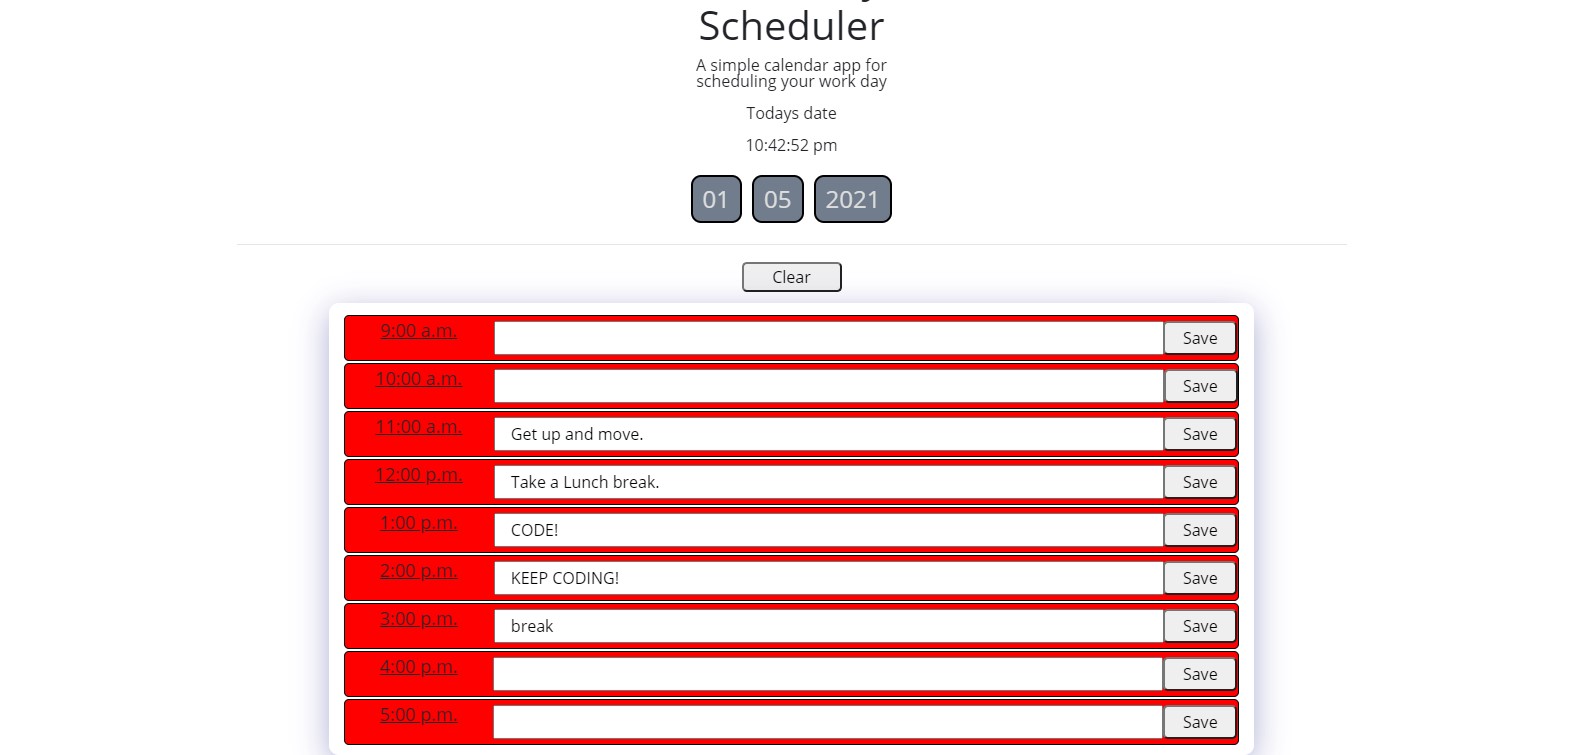 Scheduler
A simple calendar app for
scheduling your work day
Todays date
10:42:52 pm
01 05 2021
Clear
9:00 a.m. Save
10:00 a.m. Save
11:00 a.m. Get up and move. Save
12:00 p.m. Take a Lunch break. Save
1:00 p.m. CODE! Save
2:00 p.m. KEEP CODING! Save
3:00 p.m. break Save
4:00 p.m. Save
5:00 p.m. Save